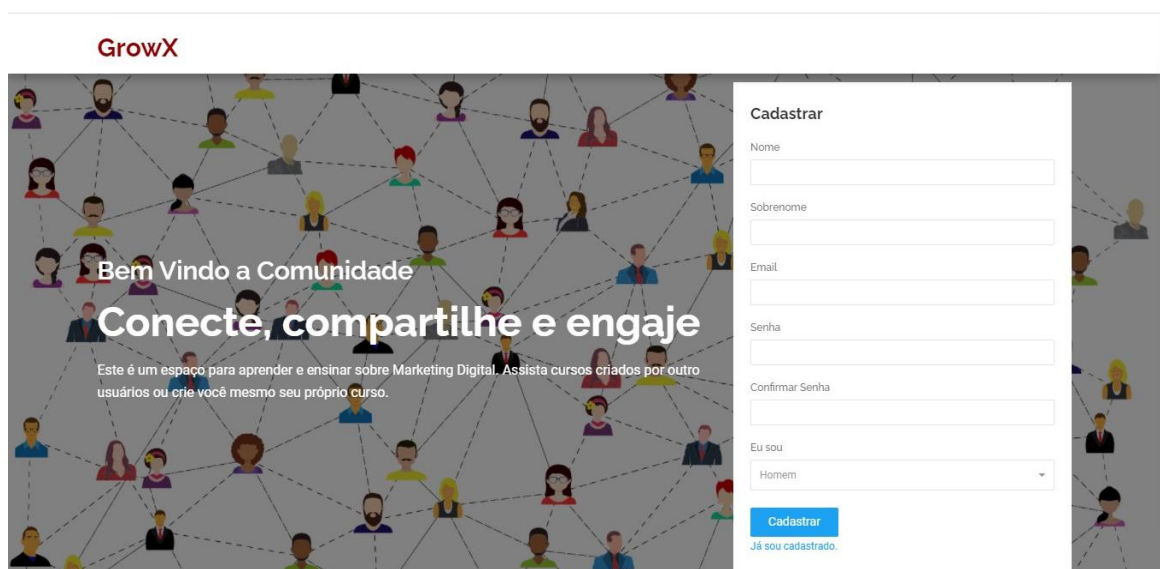 GrowX
Bem Vindo a Comunidade
Conecte, compartilhe e engaje
Este é um espaço para aprender e ensinar sobre Marketing Digital. Assista cursos criados por outro
usuários ou crie você mesmo seu próprio curso.
Cadastrar
Nome
Sobrenome
Email
Senha
Confirmar Senha
Eu sou
Homem
Cadastrar
Já sou cadastrado.